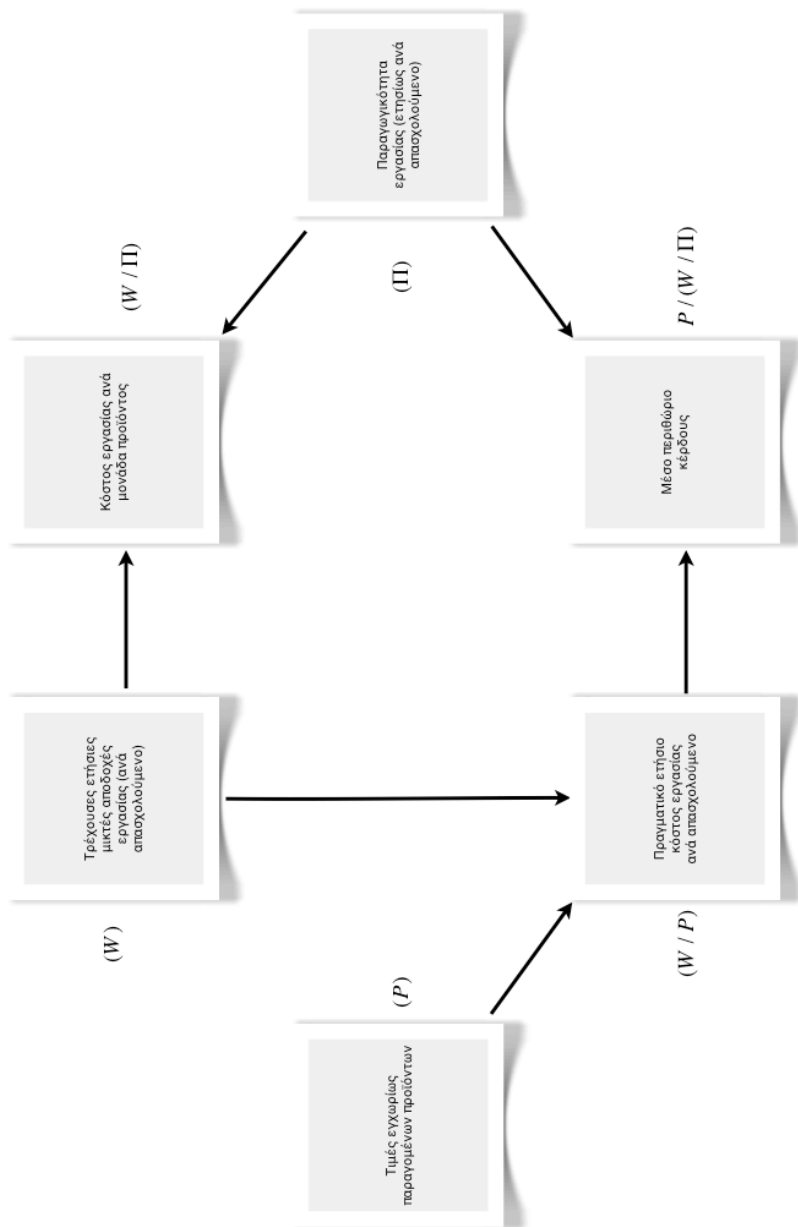 Τρέχουσες ετήσιες
μικτές αποδοχές
εργασίας (ανά
απασχολούμενο)
(W)
Κόστος εργασίας ανά
μονάδα προϊόντος
(W / Π)
Τιμές εγχωρίως
παραγομένων προϊόντων
(P)
Παραγωγικότητα
εργασίας (ετησίως ανά
απασχολούμενο)
(Π)
Πραγματικό ετήσιο
κόστος εργασίας
ανά απασχολούμενο
(W / P)
Μέσο περιθώριο
κέρδους
P / (W / Π)